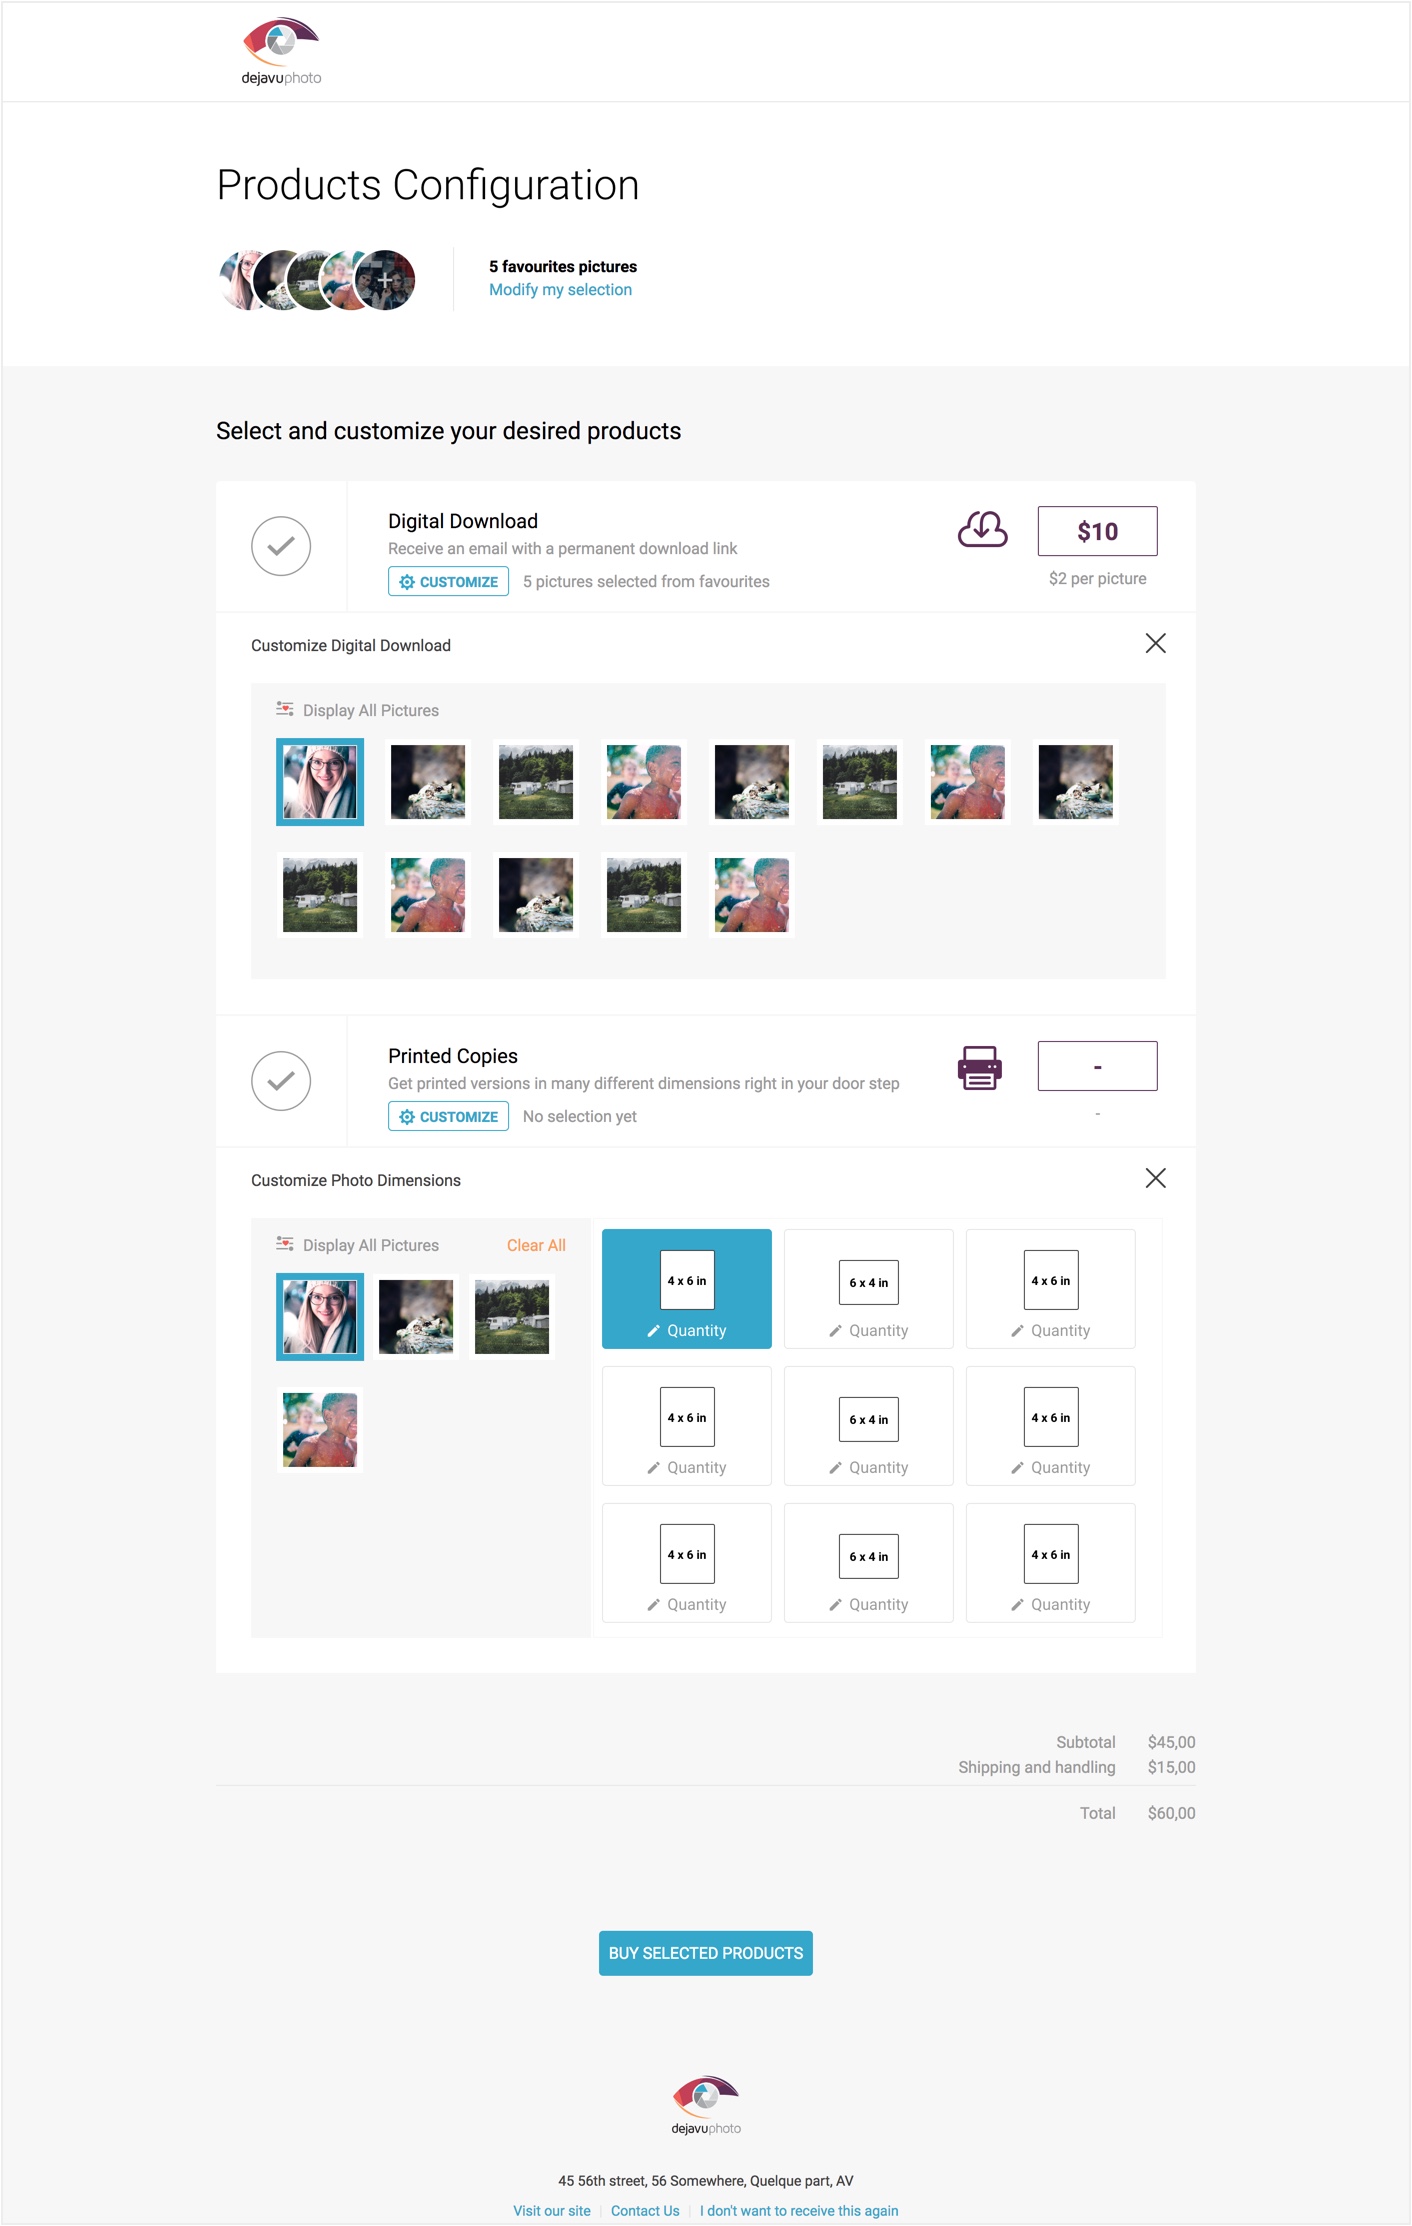 dejavuphoto
Products Configuration
5 favourites pictures
Modify my selection
Select and customize your desired products
Digital Download
$10
Receive an email with a permanent download link
CUSTOMIZE 5 pictures selected from favourites
$2 per picture
Customize Digital Download
Display All Pictures
Printed Copies
-
Get printed versions in many different dimensions right in your door step
CUSTOMIZE No selection yet
-
Customize Photo Dimensions
Display All Pictures Clear All
4 x 6 in 6 x 4 in 4 x 6 in
Quantity Quantity Quantity
4 x 6 in 6 x 4 in 4 x 6 in
Quantity Quantity Quantity
4 x 6 in 6 x 4 in 4 x 6 in
Quantity Quantity Quantity
Subtotal $45,00
Shipping and handling $15,00
Total $60,00
BUY SELECTED PRODUCTS
dejavuphoto
45 56th street, 56 Somewhere, Quelque part, AV
Visit our site | Contact Us | I don't want to receive this again